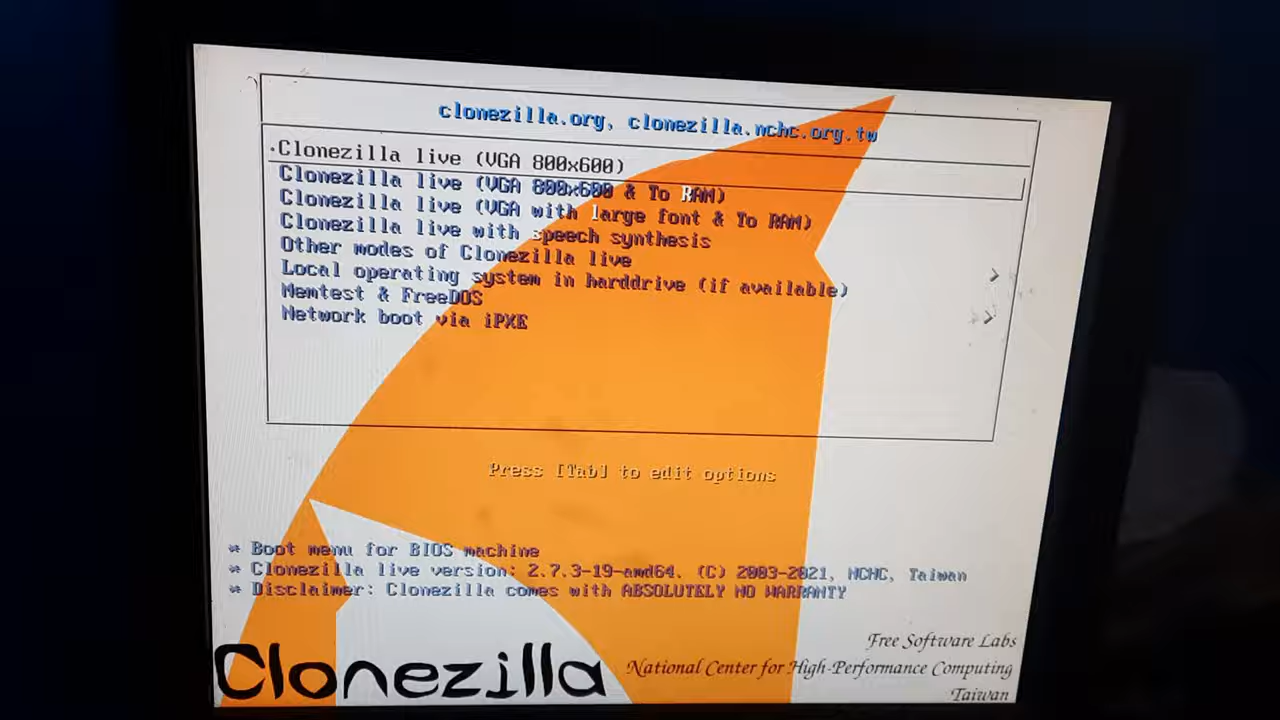 clonezilla.org, clonezilla.nchc.org.tw
Clonezilla live (VGA 800x600)
Clonezilla live (VGA 800x600 & To RAM)
Clonezilla live (VGA with large font & To RAM)
Clonezilla live with speech synthesis
Other modes of Clonezilla live
>
Local operating system in harddrive (if available)
Memtest & FreeDOS
>
Network boot via iPXE
Press [Tab] to edit options
* Boot menu for BIOS machine
* Clonezilla live version: 2.7.3-19-amd64. (C) 2003-2021, NCHC, Taiwan
* Disclaimer: Clonezilla comes with ABSOLUTELY NO WARRANTY
Free Software Labs
Clonezilla
National Center for High-Performance Computing
Taiwan